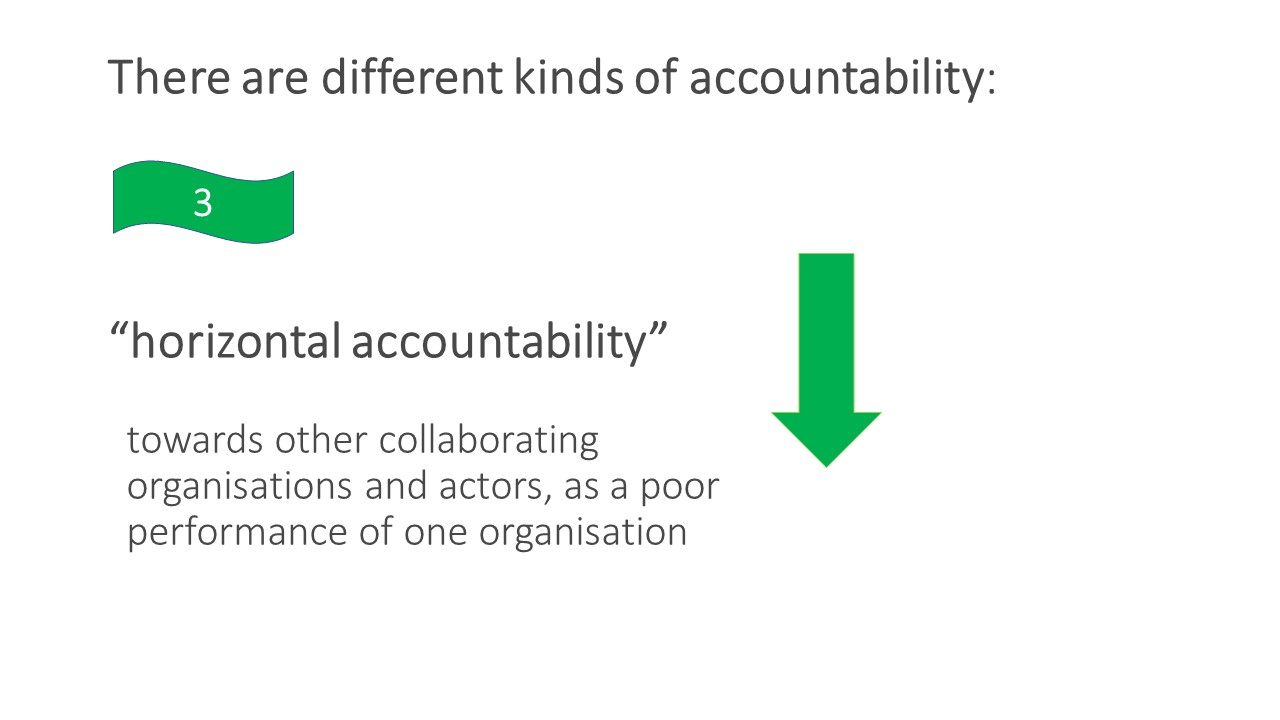 There are different kinds of accountability:
3
“horizontal accountability”
towards other collaborating
organisations and actors, as a poor
performance of one organisation